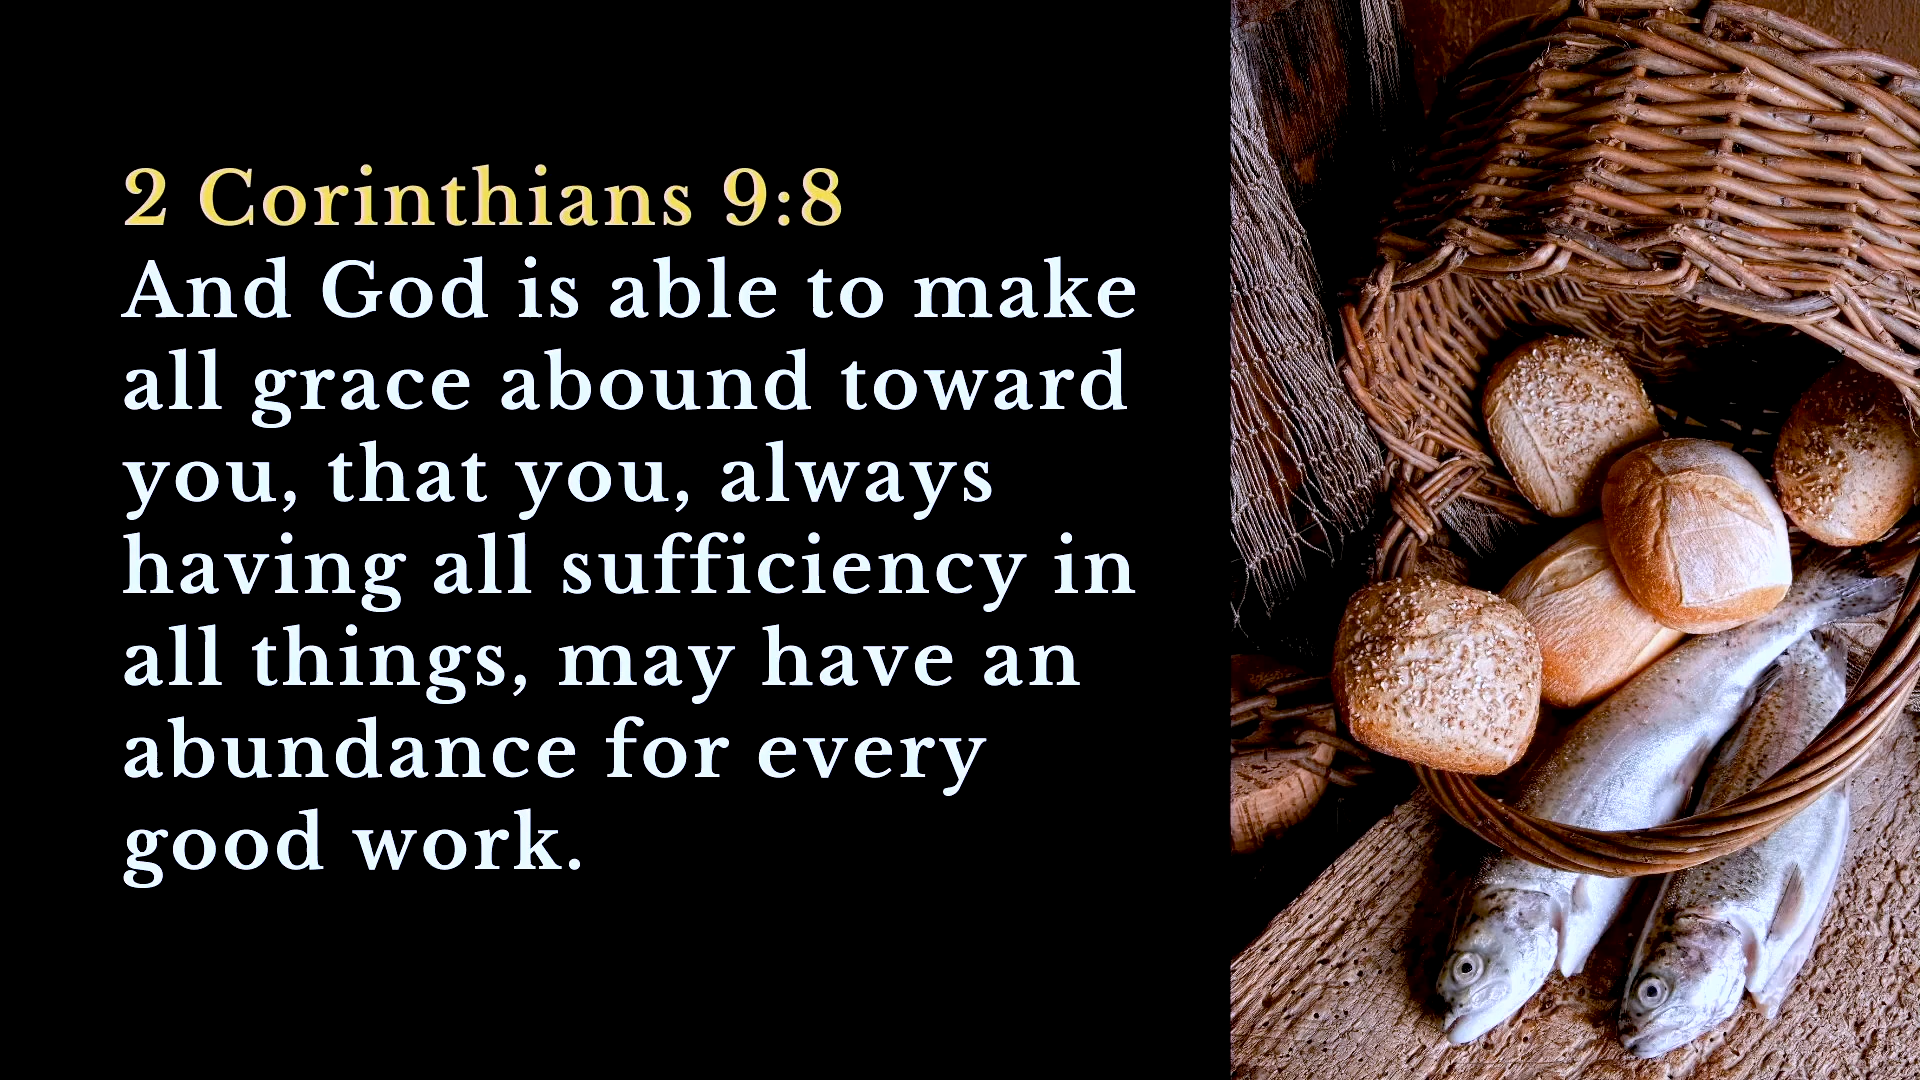 2 Corinthians 9:8
And God is able to make
all grace abound toward
you, that you, always
having all sufficiency in
all things, may have an
abundance for every
good work.